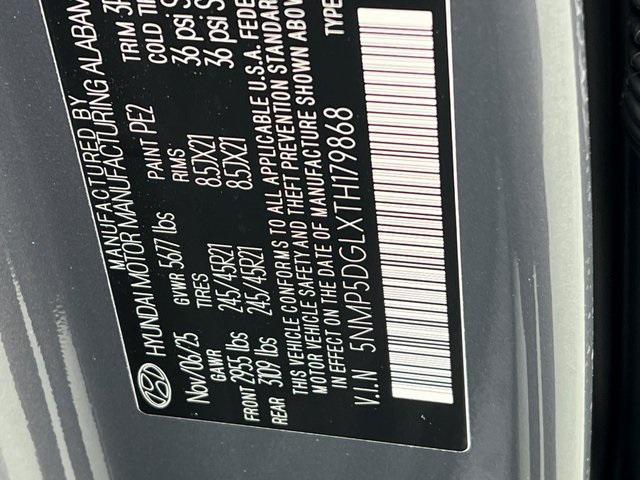 MANUFACTURED BY
HYUNDAI MOTOR MANUFACTURING ALABAM
Nov/06/25 GVWR 5677 lbs PAINT PE2 TRIM
GAWR TIRES RIMS COLD
FRONT 2955 lbs 245/45R21 8.5JX21 36 psi
REAR 3109 lbs 245/45R21 8.5JX21 36 psi
THIS VEHICLE CONFORMS TO ALL APPLICABLE U.S.A. FEDE
MOTOR VEHICLE SAFETY AND THEFT PREVENTION STANDAR
IN EFFECT ON THE DATE OF MANUFACTURE SHOWN ABOVE
V.I.N 5NMP5DGLXTH179868 TYPE